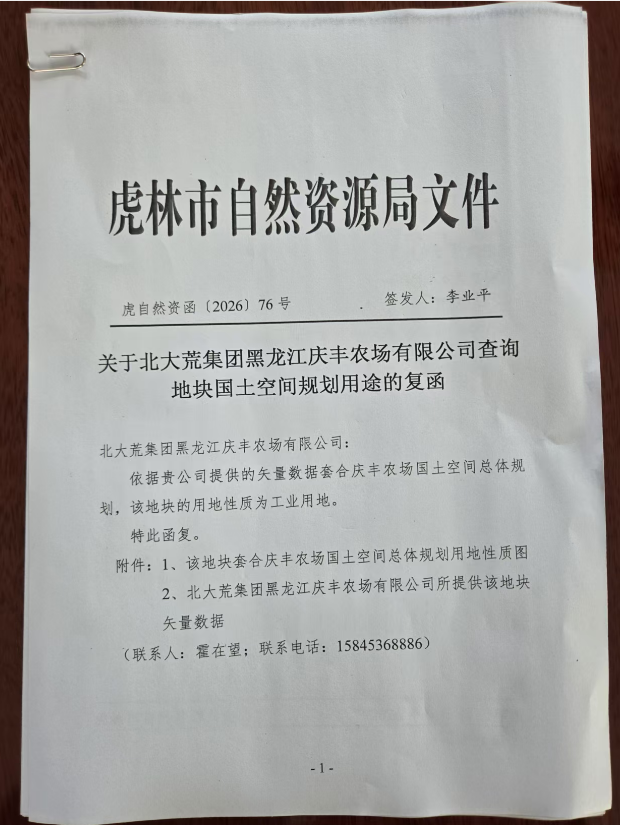 虎林市自然资源局文件
虎自然资函〔2026〕76号 签发人：李业平
关于北大荒集团黑龙江庆丰农场有限公司查询
地块国土空间规划用途的复函
北大荒集团黑龙江庆丰农场有限公司：
依据贵公司提供的矢量数据套合庆丰农场国土空间总体规
划，该地块的用地性质为工业用地。
特此函复。
附件：1、该地块套合庆丰农场国土空间总体规划用地性质图
2、北大荒集团黑龙江庆丰农场有限公司所提供该地块
矢量数据
（联系人：霍在望；联系电话：15845368886）
- 1 -